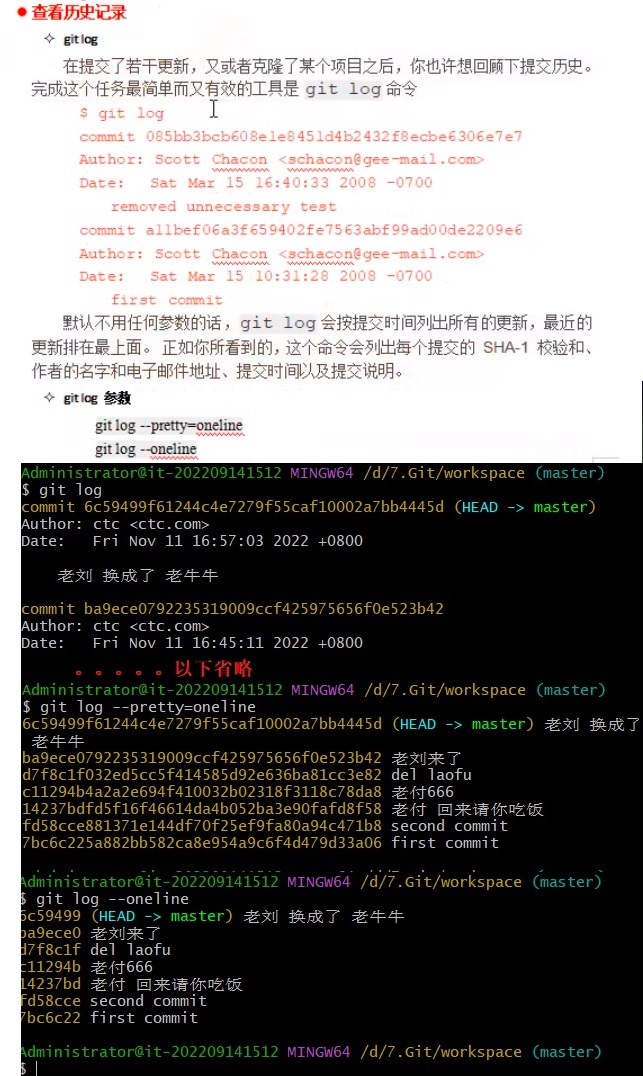 ● 查看历史记录
✧ git log
在提交了若干更新，又或者克隆了某个项目之后，你也许想回顾下提交历史。
完成这个任务最简单而又有效的工具是 git log 命令
$ git log
commit 085bb3bcb608e1e8451d4b2432f8ecbe6306e7e7
Author: Scott Chacon <schacon@gee-mail.com>
Date:   Sat Mar 15 16:40:33 2008 -0700
removed unnecessary test
commit a11bef06a3f659402fe7563abf99ad00de2209e6
Author: Scott Chacon <schacon@gee-mail.com>
Date:   Sat Mar 15 10:31:28 2008 -0700
first commit
默认不用任何参数的话，git log 会按提交时间列出所有的更新，最近的
更新排在最上面。 正如你所看到的，这个命令会列出每个提交的 SHA-1 校验和、
作者的名字和电子邮件地址、提交时间以及提交说明。
✧ git log 参数
git log --pretty=oneline
git log --oneline
Administrator@it-202209141512 MINGW64 /d/7.Git/workspace (master)
$ git log
commit 6c59499f61244c4e7279f55caf10002a7bb4445d (HEAD -> master)
Author: ctc <ctc.com>
Date:   Fri Nov 11 16:57:03 2022 +0800
老刘 换成了 老牛牛
commit ba9ece0792235319009ccf425975656f0e523b42
Author: ctc <ctc.com>
Date:   Fri Nov 11 16:45:11 2022 +0800
。。。。。以下省略
Administrator@it-202209141512 MINGW64 /d/7.Git/workspace (master)
$ git log --pretty=oneline
6c59499f61244c4e7279f55caf10002a7bb4445d (HEAD -> master) 老刘 换成了
老牛牛
ba9ece0792235319009ccf425975656f0e523b42 老刘来了
d7f8c1f032ed5cc5f414585d92e636ba81cc3e82 del laofu
c11294b4a2a2e694f410032b02318f3118c78da8 老付666
14237bdfd5f16f46614da4b052ba3e90fafd8f58 老付 回来请你吃饭
fd58cce881371e144df70f25ef9fa80a94c471b8 second commit
7bc6c225a882bb582ca8e954a9c6f4d479d33a06 first commit
Administrator@it-202209141512 MINGW64 /d/7.Git/workspace (master)
$ git log --oneline
6c59499 (HEAD -> master) 老刘 换成了 老牛牛
ba9ece0 老刘来了
d7f8c1f del laofu
c11294b 老付666
14237bd 老付 回来请你吃饭
fd58cce second commit
7bc6c22 first commit
Administrator@it-202209141512 MINGW64 /d/7.Git/workspace (master)
$